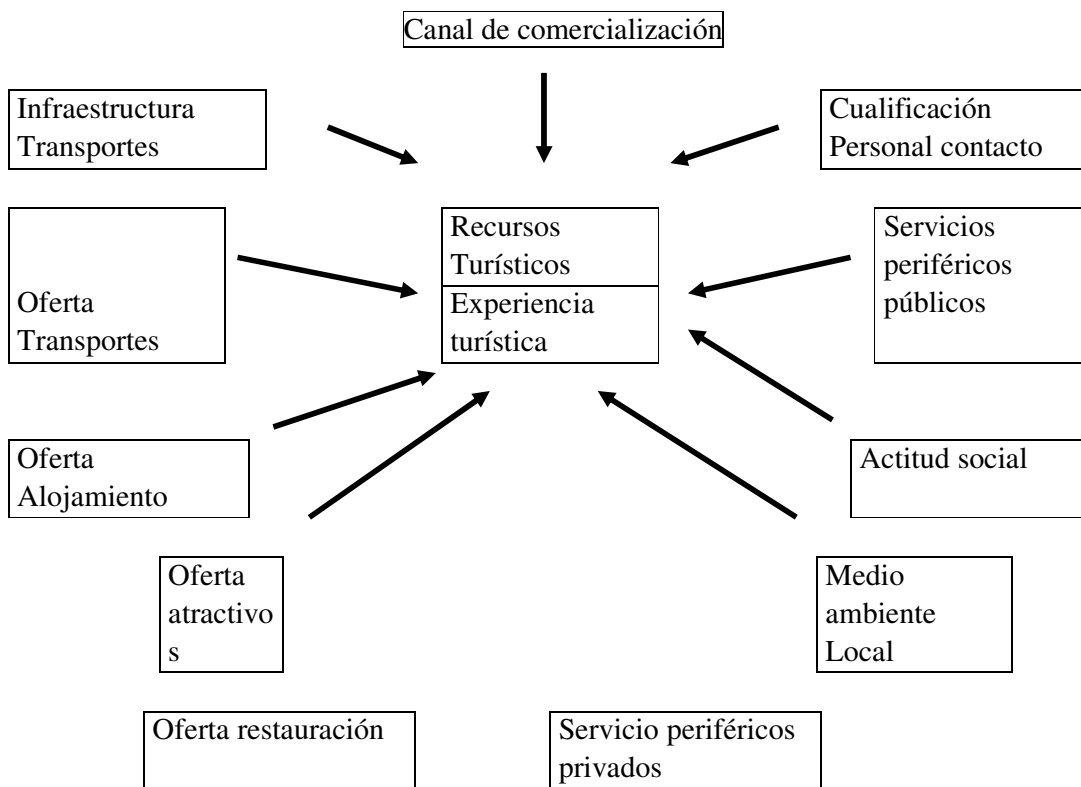 Canal de comercialización
Infraestructura
Transportes
Cualificación
Personal contacto
Oferta
Transportes
Recursos
Turísticos
Experiencia
turística
Servicios
periféricos
públicos
Oferta
Alojamiento
Actitud social
Oferta
atractivo
s
Medio
ambiente
Local
Oferta restauración
Servicio periféricos
privados